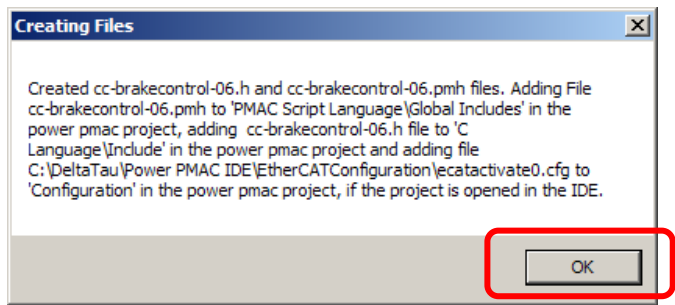 Creating Files
Created cc-brakecontrol-06.h and cc-brakecontrol-06.pmh files. Adding File
cc-brakecontrol-06.pmh to 'PMAC Script Language\Global Includes' in the
power pmac project, adding  cc-brakecontrol-06.h file to 'C
Language\Include' in the power pmac project and adding file
C:\DeltaTau\Power PMAC IDE\EtherCATConfiguration\ecatactivate0.cfg to
'Configuration' in the power pmac project, if the project is opened in the IDE.
OK